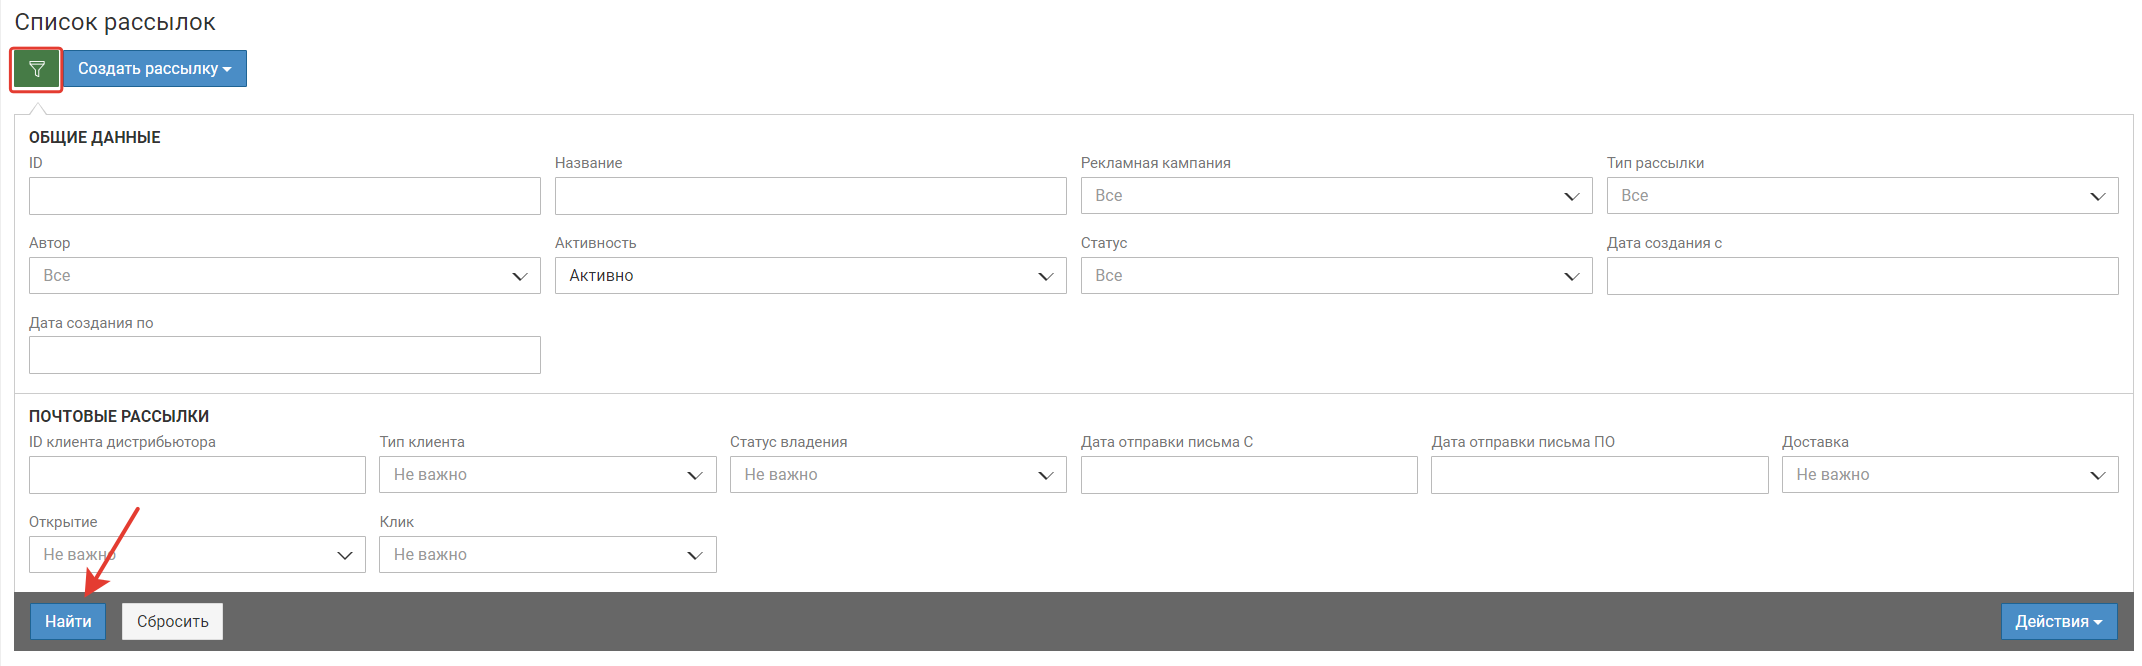 Список рассылок
Создать рассылку
ОБЩИЕ ДАННЫЕ
ID Название Рекламная кампания Тип рассылки
Все Все
Автор Активность Статус Дата создания с
Все Активно Все
Дата создания по
ПОЧТОВЫЕ РАССЫЛКИ
ID клиента дистрибьютора Тип клиента Статус владения Дата отправки письма С Дата отправки письма ПО Доставка
Не важно Не важно Не важно
Открытие Клик
Не важно Не важно
Найти Сбросить Действия